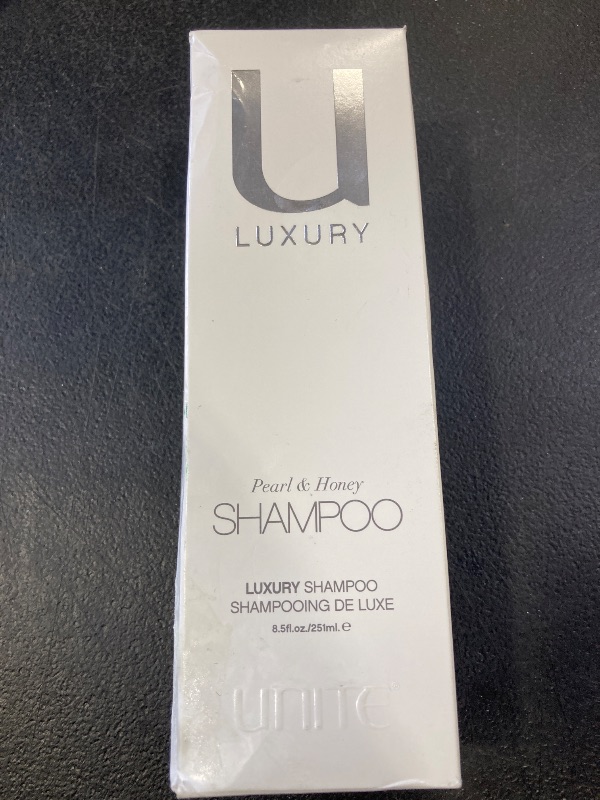 U
LUXURY
Pearl & Honey
SHAMPOO
LUXURY SHAMPOO
SHAMPOOING DE LUXE
8.5fl.oz./251ml. ℮
UNITE